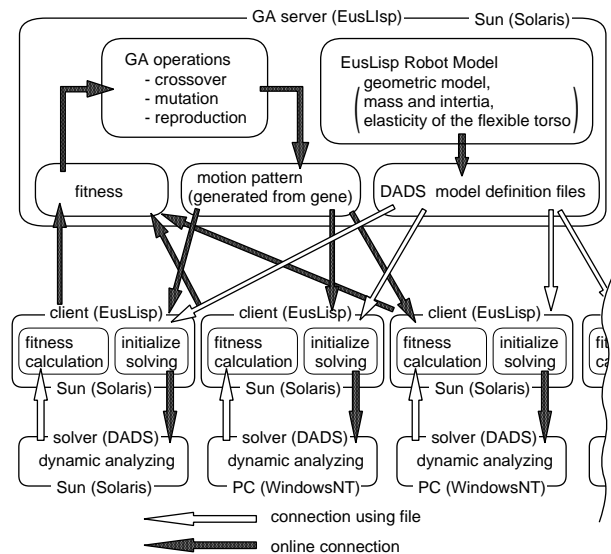 GA server (EusLIsp)
Sun (Solaris)
GA operations
- crossover
- mutation
- reproduction
EusLisp Robot Model
geometric model,
mass and intertia,
elasticity of the flexible torso
fitness
motion pattern
(generated from gene)
DADS model definition files
client (EusLisp)
fitness
calculation
initialize
solving
Sun (Solaris)
client (EusLisp)
fitness
calculation
initialize
solving
Sun (Solaris)
client (EusLisp)
fitness
calculation
initialize
solving
Sun (Solaris)
solver (DADS)
dynamic analyzing
Sun (Solaris)
solver (DADS)
dynamic analyzing
PC (WindowsNT)
solver (DADS)
dynamic analyzing
PC (WindowsNT)
connection using file
online connection